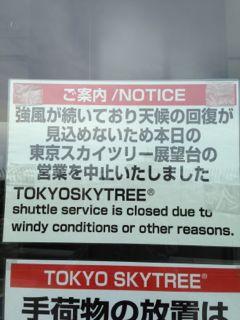 ご案内/NOTICE
強風が続いており天候の回復が
見込めないため本日の
東京スカイツリー展望台の
営業を中止いたしました
TOKYOSKYTREE®
shuttle service is closed due to
windy conditions or other reasons.
TOKYO SKYTREE®
手荷物の放置は